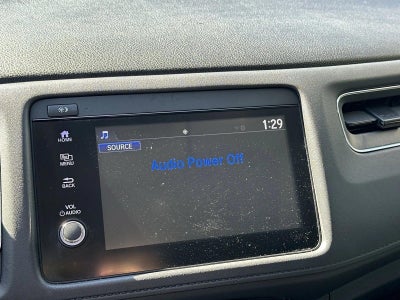 1:29
HOME
SOURCE
MENU
Audio Power Off
BACK
VOL
AUDIO